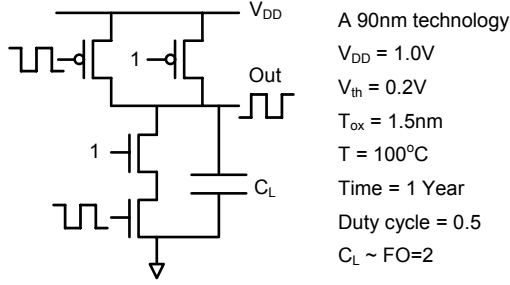 V_DD
1
Out
1
C_L
A 90nm technology
V_DD = 1.0V
V_th = 0.2V
T_ox = 1.5nm
T = 100°C
Time = 1 Year
Duty cycle = 0.5
C_L ~ FO=2